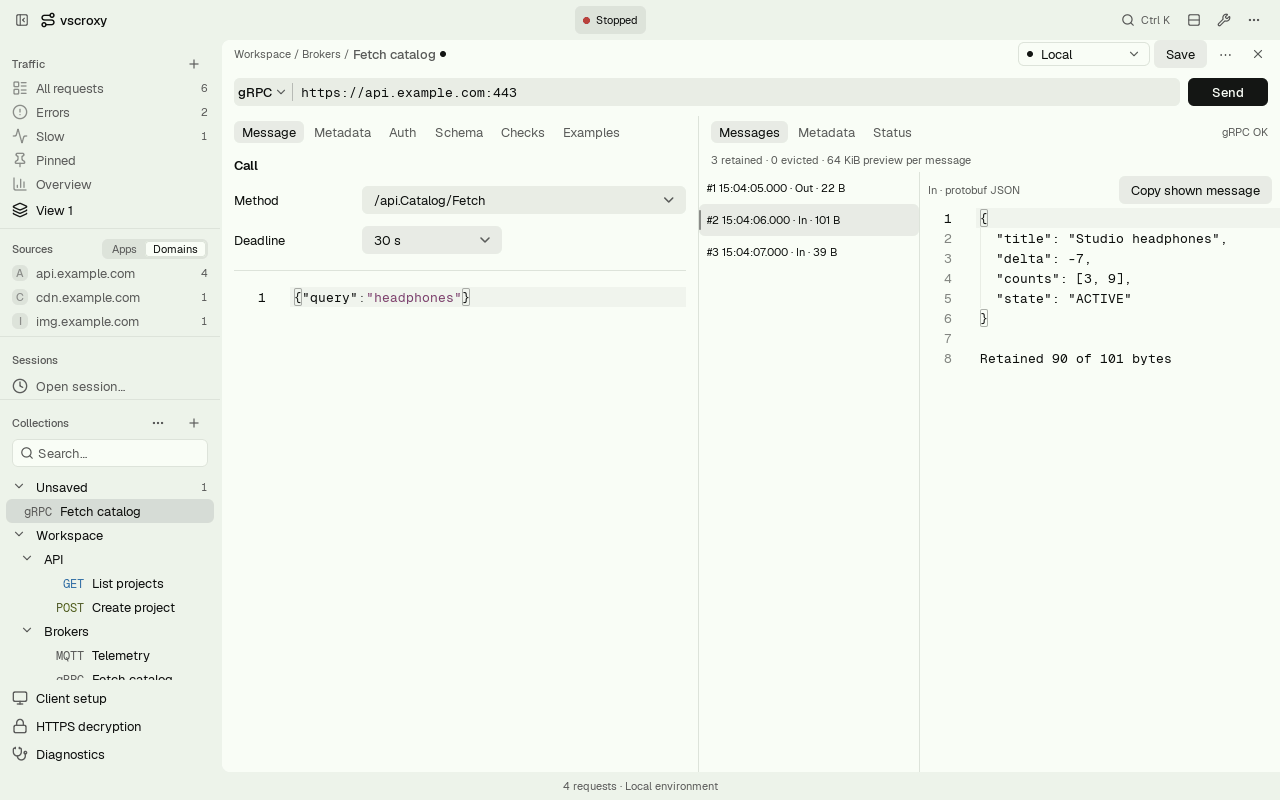 vscroxy
Stopped
Ctrl K
Traffic
All requests 6
Errors 2
Slow 1
Pinned
Overview
View 1
Sources Apps Domains
A api.example.com 4
C cdn.example.com 1
I img.example.com 1
Sessions
Open session...
Collections
Search...
Unsaved 1
gRPC Fetch catalog
Workspace
API
GET List projects
POST Create project
Brokers
MQTT Telemetry
gRPC Fetch catalog
Client setup
HTTPS decryption
Diagnostics
Workspace / Brokers / Fetch catalog
Local
Save
gRPC https://api.example.com:443
Send
Message Metadata Auth Schema Checks Examples
Call
Method /api.Catalog/Fetch
Deadline 30 s
1 {"query":"headphones"}
Messages Metadata Status
gRPC OK
3 retained · 0 evicted · 64 KiB preview per message
#1 15:04:05.000 · Out · 22 B
#2 15:04:06.000 · In · 101 B
#3 15:04:07.000 · In · 39 B
In · protobuf JSON
Copy shown message
1 {
2 "title": "Studio headphones",
3 "delta": -7,
4 "counts": [3, 9],
5 "state": "ACTIVE"
6 }
7
8 Retained 90 of 101 bytes
4 requests · Local environment